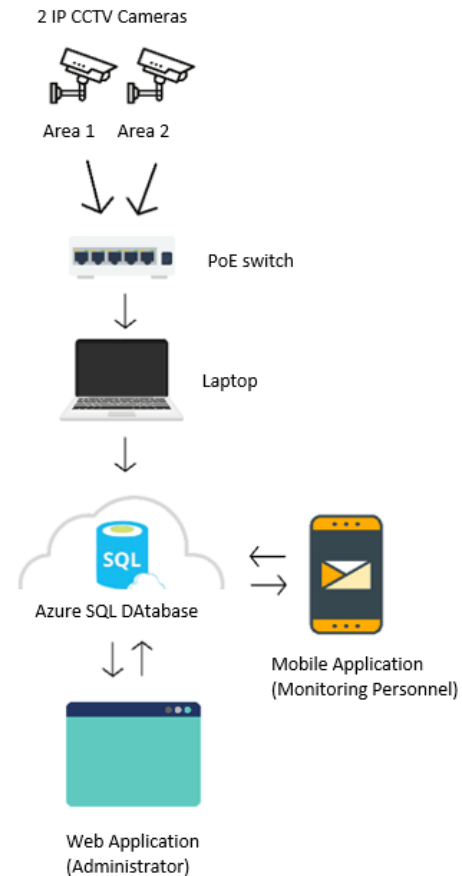 2 IP CCTV Cameras
Area 1 Area 2
PoE switch
Laptop
SQL
Azure SQL DAtabase
Mobile Application
(Monitoring Personnel)
Web Application
(Administrator)